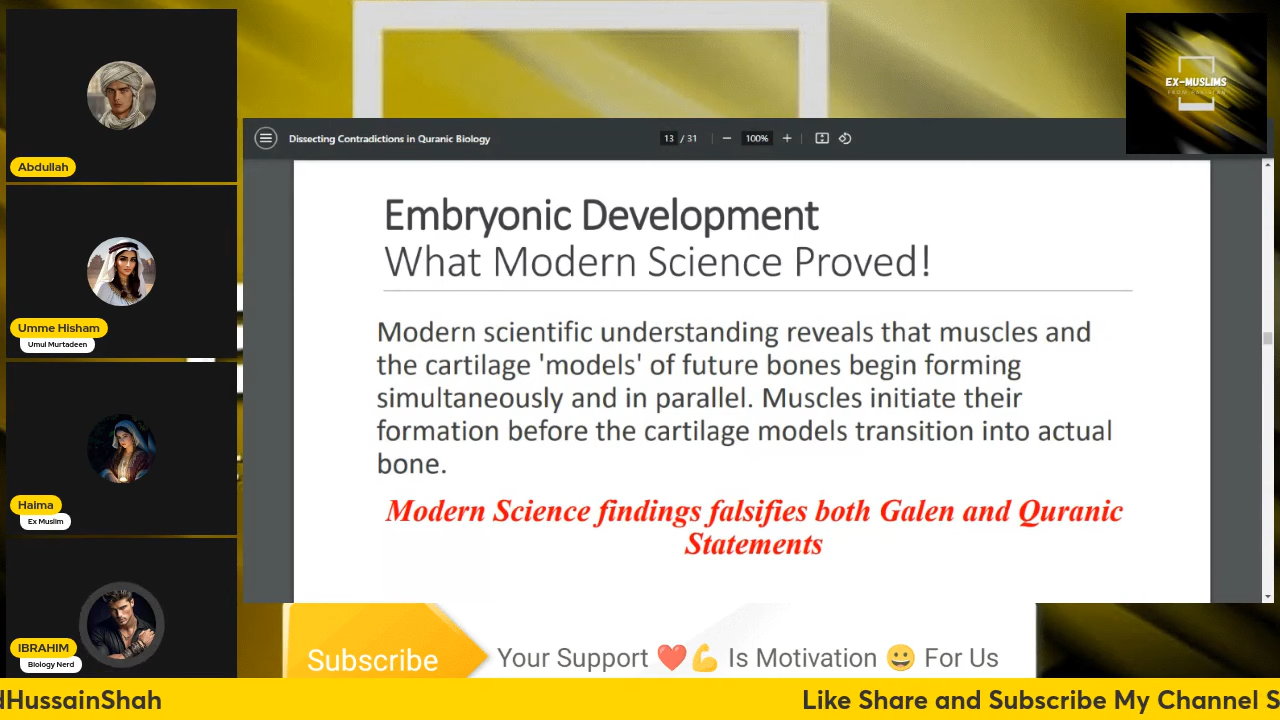 Abdullah
Umme Hisham
Umul Murtadeen
Haima
Ex Muslim
IBRAHIM
Biology Nerd
EX-MUSLIMS
FROM PAKISTAN
Dissecting Contradictions in Quranic Biology
13 / 31
100%
Embryonic Development
What Modern Science Proved!
Modern scientific understanding reveals that muscles and
the cartilage 'models' of future bones begin forming
simultaneously and in parallel. Muscles initiate their
formation before the cartilage models transition into actual
bone.
Modern Science findings falsifies both Galen and Quranic
Statements
Subscribe
Your Support ❤️💪 Is Motivation 😀 For Us
dHussainShah
Like Share and Subscribe My Channel S